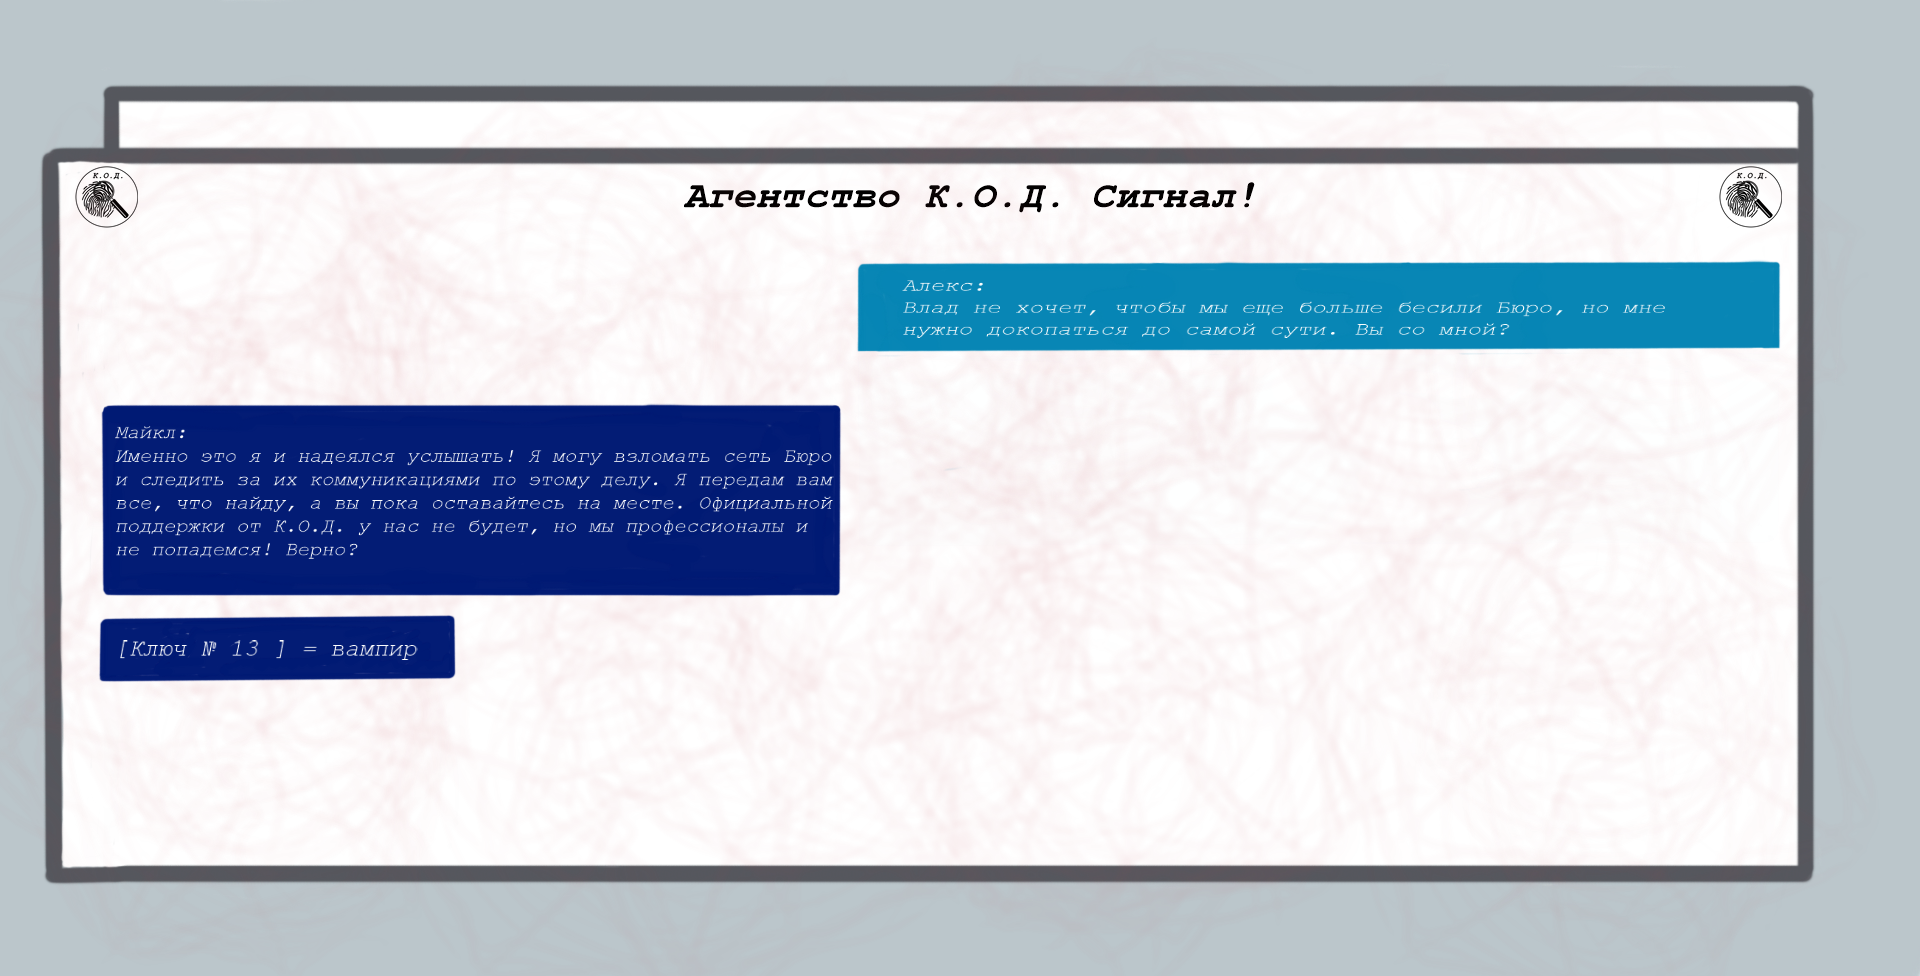 К.О.Д.
Агентство К.О.Д. Сигнал!
К.О.Д.
Алекс:
Влад не хочет, чтобы мы еще больше бесили Бюро, но мне
нужно докопаться до самой сути. Вы со мной?
Майкл:
Именно это я и надеялся услышать! Я могу взломать сеть Бюро
и следить за их коммуникациями по этому делу. Я передам вам
все, что найду, а вы пока оставайтесь на месте. Официальной
поддержки от К.О.Д. у нас не будет, но мы профессионалы и
не попадемся! Верно?
[Ключ № 13 ] = вампир